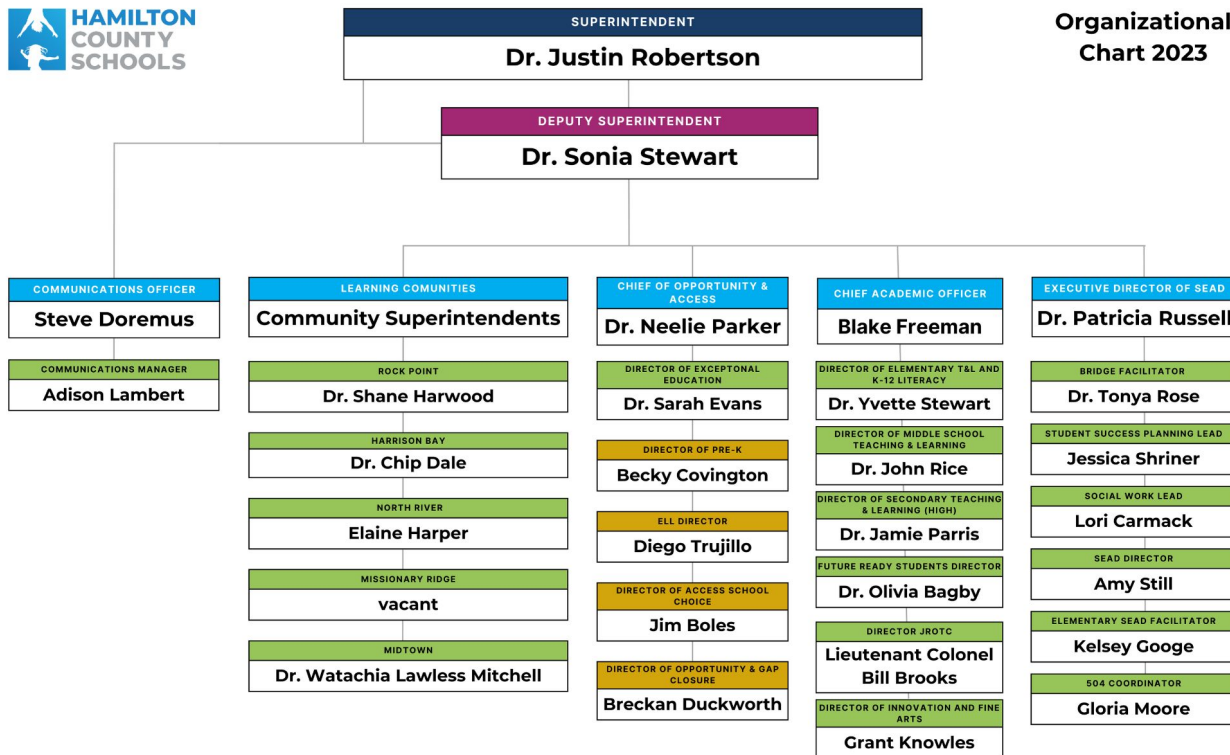 HAMILTON
COUNTY
SCHOOLS
Organizational
Chart 2023
SUPERINTENDENT
Dr. Justin Robertson
DEPUTY SUPERINTENDENT
Dr. Sonia Stewart
COMMUNICATIONS OFFICER
Steve Doremus
COMMUNICATIONS MANAGER
Adison Lambert
LEARNING COMUNITIES
Community Superintendents
ROCK POINT
Dr. Shane Harwood
HARRISON BAY
Dr. Chip Dale
NORTH RIVER
Elaine Harper
MISSIONARY RIDGE
vacant
MIDTOWN
Dr. Watachia Lawless Mitchell
CHIEF OF OPPORTUNITY &
ACCESS
Dr. Neelie Parker
DIRECTOR OF EXCEPTONAL
EDUCATION
Dr. Sarah Evans
DIRECTOR OF PRE-K
Becky Covington
ELL DIRECTOR
Diego Trujillo
DIRECTOR OF ACCESS SCHOOL
CHOICE
Jim Boles
DIRECTOR OF OPPORTUNITY & GAP
CLOSURE
Breckan Duckworth
CHIEF ACADEMIC OFFICER
Blake Freeman
DIRECTOR OF ELEMENTARY T&L AND
K-12 LITERACY
Dr. Yvette Stewart
DIRECTOR OF MIDDLE SCHOOL
TEACHING & LEARNING
Dr. John Rice
DIRECTOR OF SECONDARY TEACHING
& LEARNING (HIGH)
Dr. Jamie Parris
FUTURE READY STUDENTS DIRECTOR
Dr. Olivia Bagby
DIRECTOR JROTC
Lieutenant Colonel
Bill Brooks
DIRECTOR OF INNOVATION AND FINE
ARTS
Grant Knowles
EXECUTIVE DIRECTOR OF SEAD
Dr. Patricia Russell
BRIDGE FACILITATOR
Dr. Tonya Rose
STUDENT SUCCESS PLANNING LEAD
Jessica Shriner
SOCIAL WORK LEAD
Lori Carmack
SEAD DIRECTOR
Amy Still
ELEMENTARY SEAD FACILITATOR
Kelsey Googe
504 COORDINATOR
Gloria Moore